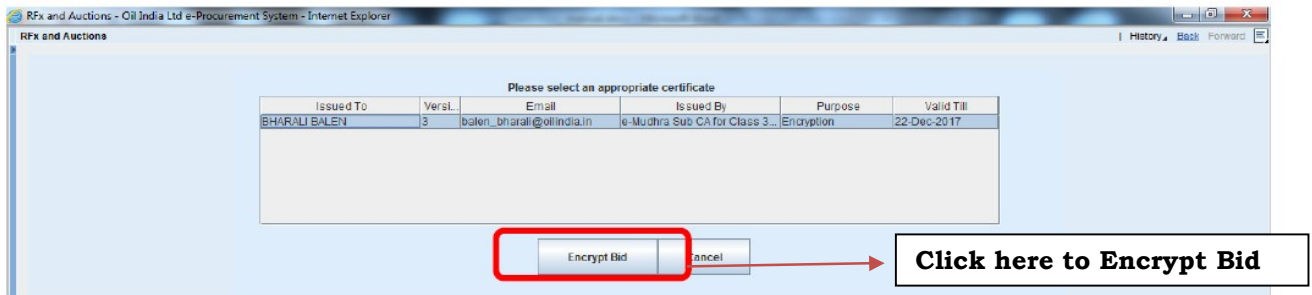 RFx and Auctions - Oil India Ltd e-Procurement System - Internet Explorer
RFx and Auctions | History Back Forward
Please select an appropriate certificate
Issued To Versi... Email Issued By Purpose Valid Till
BHARALI BALEN 3 balen_bharali@oilindia.in e-Mudhra Sub CA for Class 3... Encryption 22-Dec-2017
Encrypt Bid Cancel
Click here to Encrypt Bid